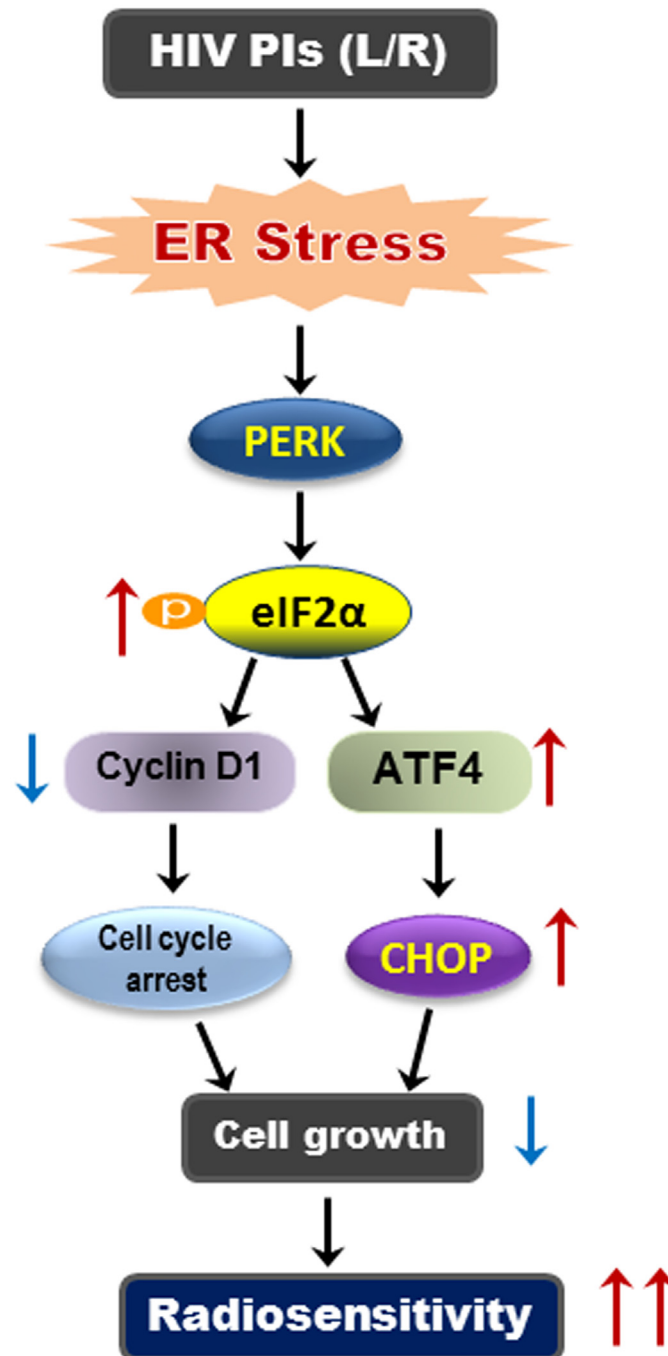 HIV PIs (L/R)
ER Stress
PERK
p
eIF2α
Cyclin D1
ATF4
Cell cycle
arrest
CHOP
Cell growth
Radiosensitivity